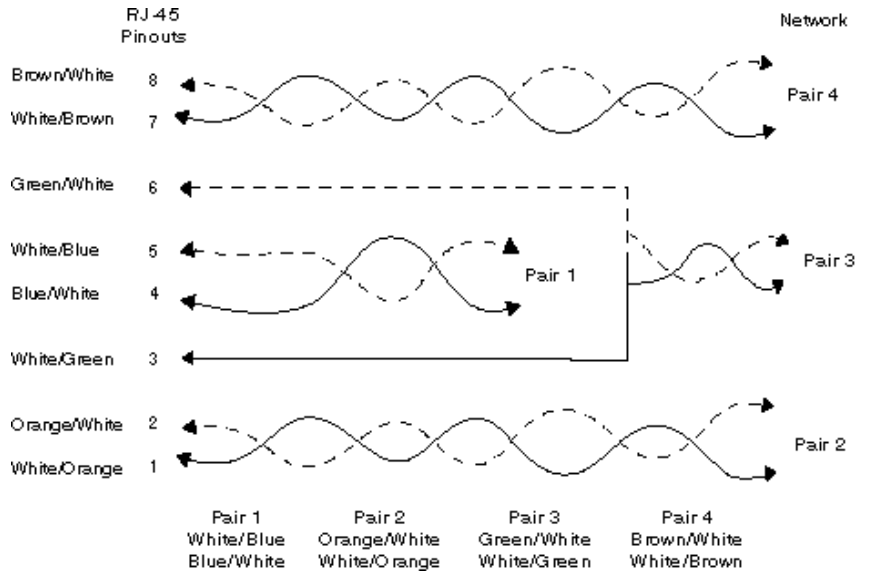 RJ-45
Pinouts
Network
Brown/White 8
Pair 4
White/Brown 7
Green/White 6
White/Blue 5
Pair 3
Pair 1
Blue/White 4
White/Green 3
Orange/White 2
Pair 2
White/Orange 1
Pair 1 Pair 2 Pair 3 Pair 4
White/Blue Orange/White Green/White Brown/White
Blue/White White/Orange White/Green White/Brown